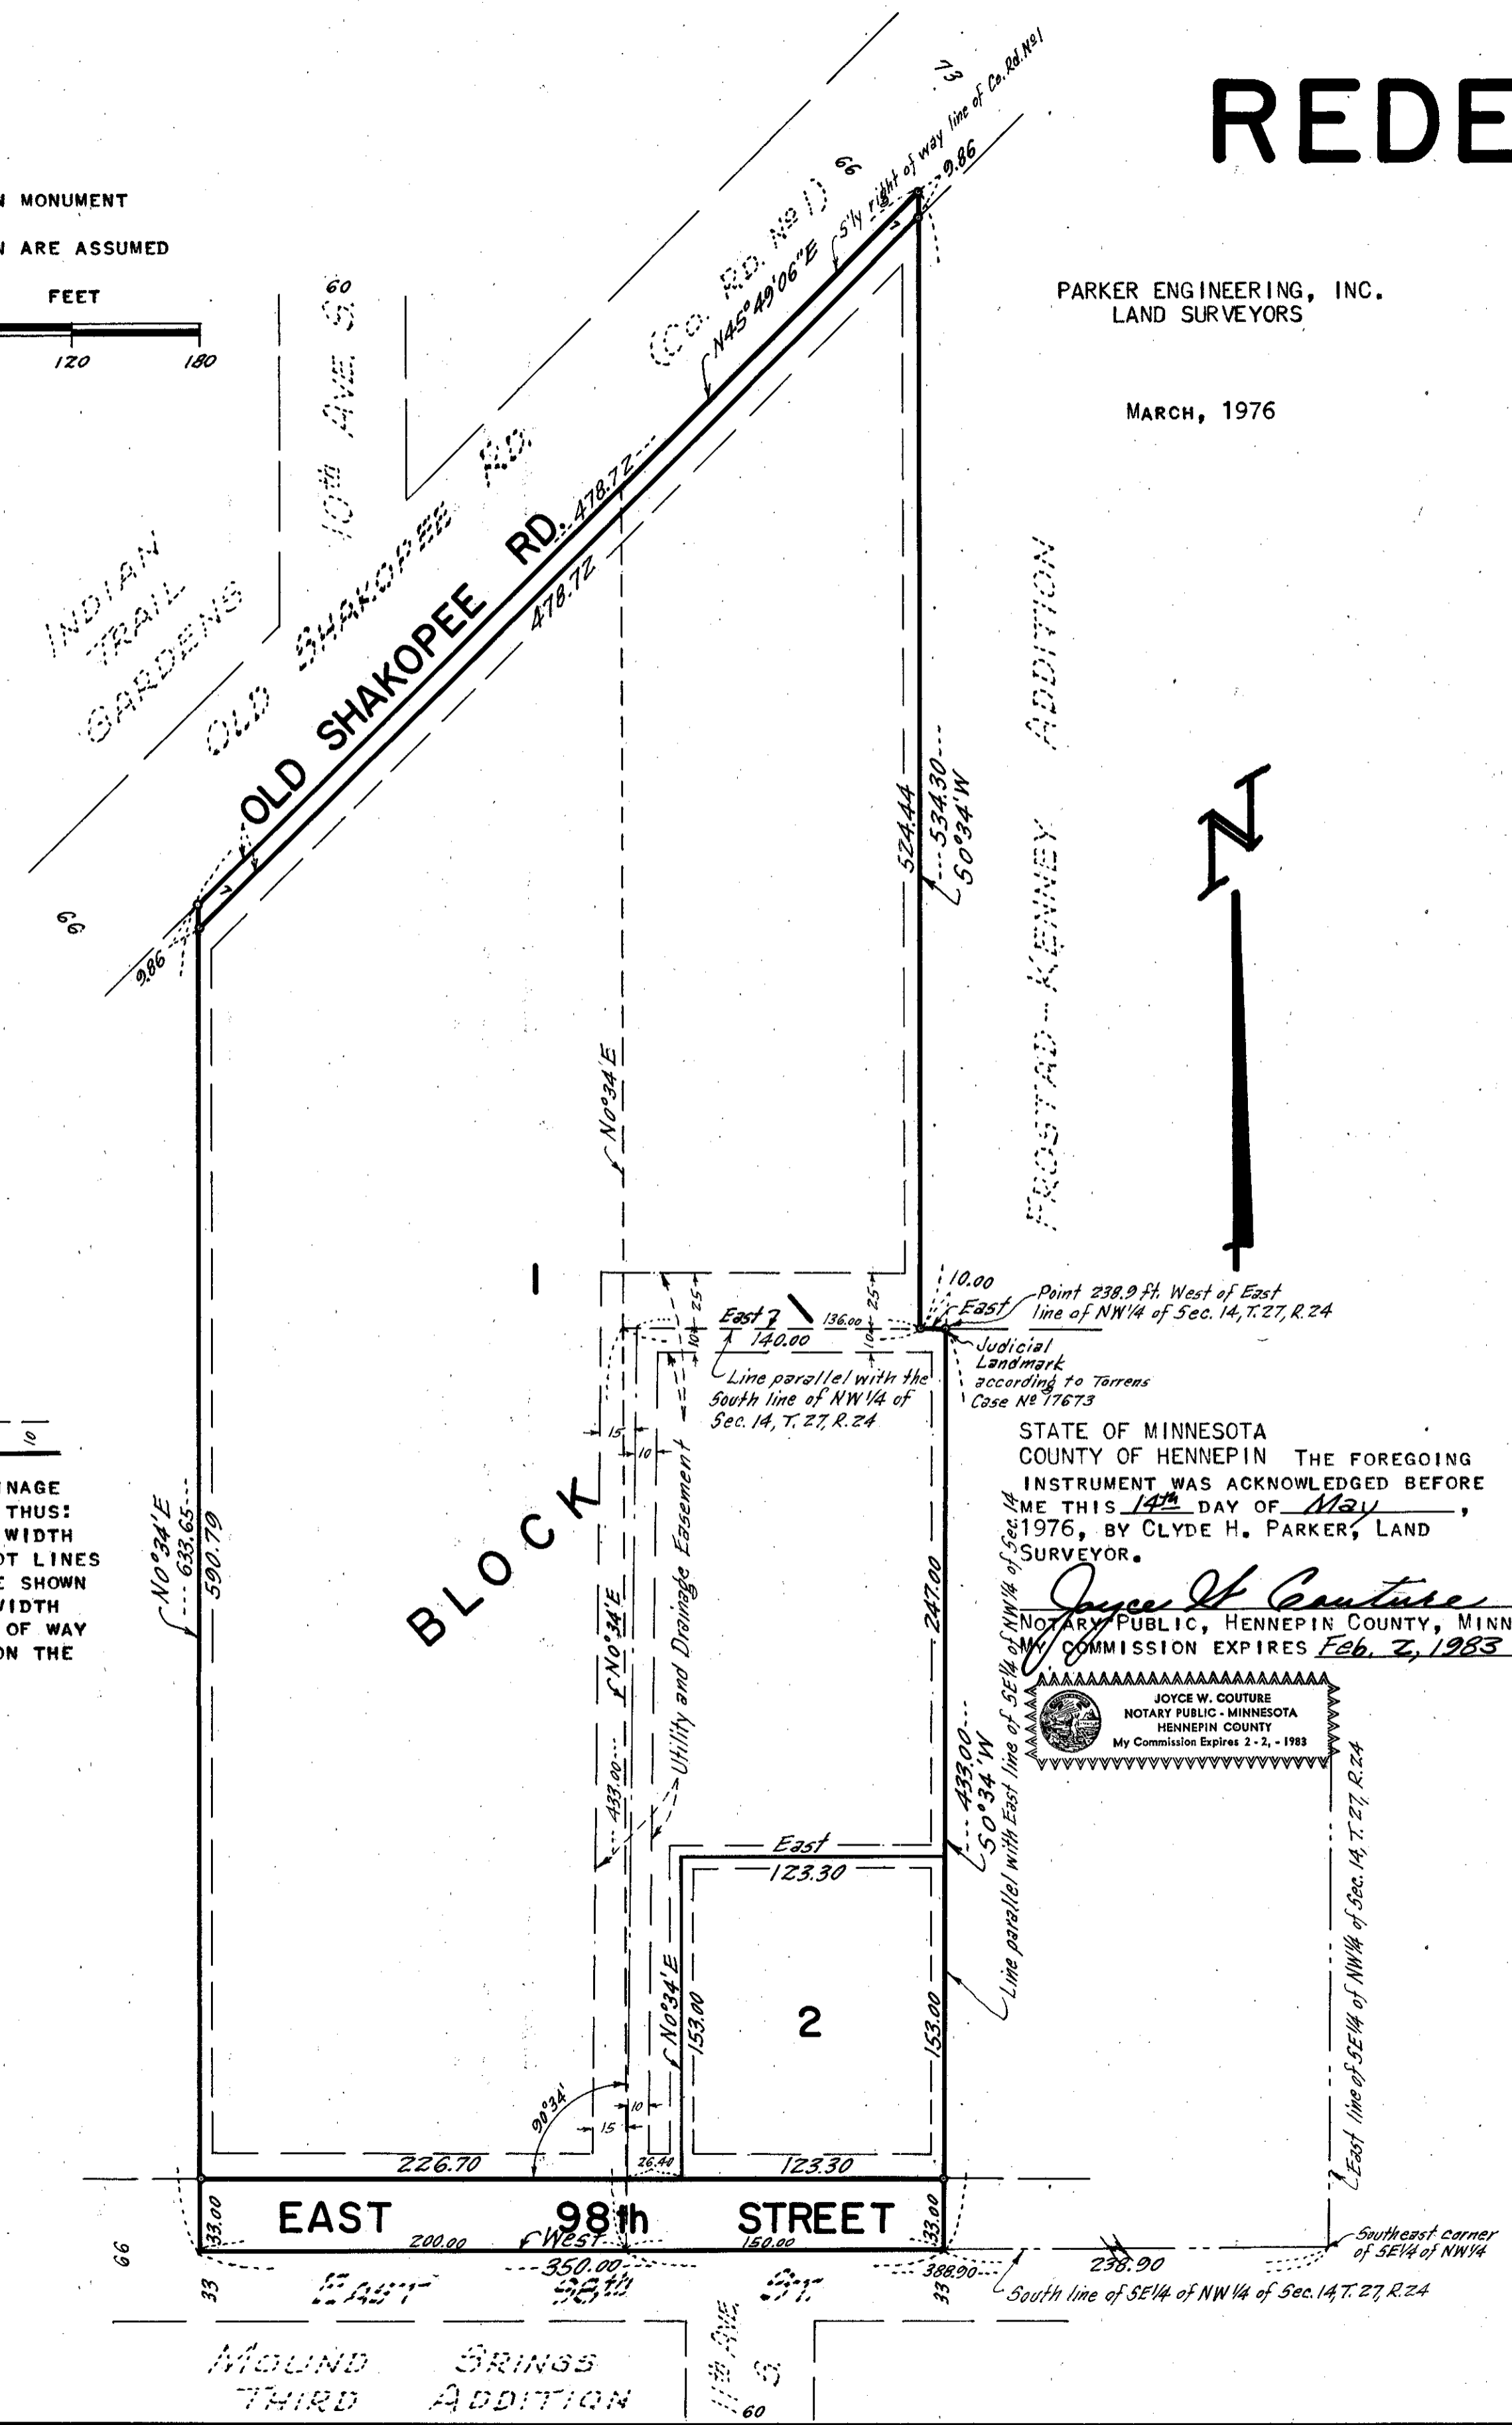 REDE
N MONUMENT
N ARE ASSUMED
FEET
120 180
PARKER ENGINEERING, INC.
LAND SURVEYORS
MARCH, 1976
73
S'ly right of way line of Co. Rd. Nº1
66
9.86
7
(CO. RD. Nº 1)
N45°49'06"E
60
10th AVE. S.
OLD SHAKOPEE RD.
OLD SHAKOPEE RD.
478.72
478.72
INDIAN
TRAIL
GARDENS
7
66
9.86
FROSTAD-KENNEY ADDITION
524.44
534.30
S0°34'W
N
N0°34'E
1
10.00
East
Point 238.9 ft. West of East
line of NW1/4 of Sec. 14, T. 27, R. 24
25
East
136.00
25
140.00
10
10
Judicial
Landmark
according to Torrens
Case Nº 17673
Line parallel with the
South line of NW 1/4 of
Sec. 14, T. 27, R. 24
15
10
10
NAGE
THUS:
WIDTH
OT LINES
E SHOWN
WIDTH
OF WAY
ON THE
N0°34'E
633.65
590.79
BLOCK 1
Utility and Drainage Easement
N0°34'E
433.00
247.00
433.00
S0°34'W
Line parallel with East line of SE1/4 of NW1/4 of Sec. 14
STATE OF MINNESOTA
COUNTY OF HENNEPIN THE FOREGOING
INSTRUMENT WAS ACKNOWLEDGED BEFORE
ME THIS 14th DAY OF May,
1976, BY CLYDE H. PARKER, LAND
SURVEYOR.
Joyce W Couture
NOTARY PUBLIC, HENNEPIN COUNTY, MINN
MY COMMISSION EXPIRES Feb. 2, 1983
JOYCE W. COUTURE
NOTARY PUBLIC - MINNESOTA
HENNEPIN COUNTY
My Commission Expires 2 - 2, - 1983
East
123.30
N0°34'E
153.00
2
153.00
90°34'
10
15
226.70
26.40
123.30
East line of SE1/4 of NW1/4 of Sec. 14, T. 27, R. 24
33.00
EAST 98th STREET
33.00
200.00
West
150.00
350.00
388.90
238.90
Southeast corner
of SE1/4 of NW1/4
South line of SE1/4 of NW 1/4 of Sec. 14, T. 27, R. 24
66
33
EAST 98th ST.
33
MOUND SRINGS
THIRD ADDITION
11th AVE. S.
60